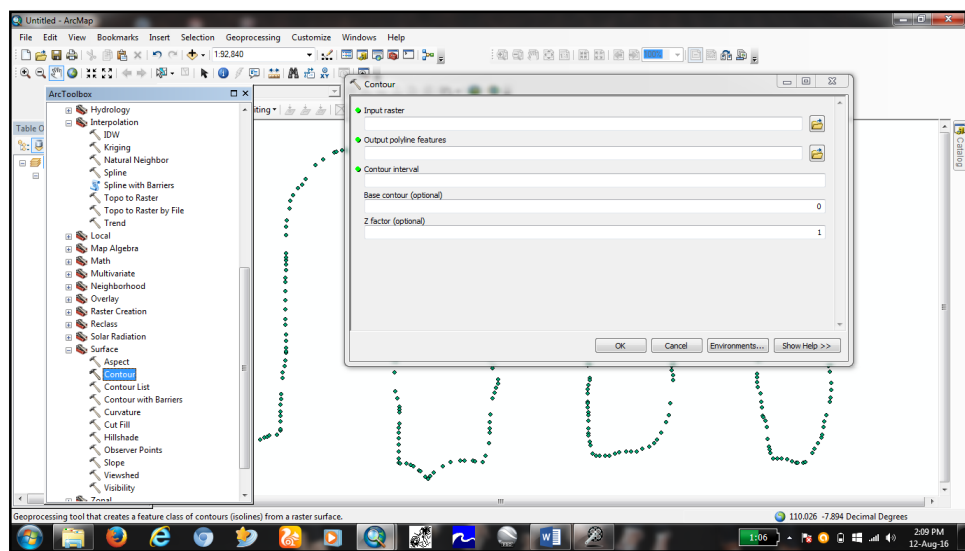 Untitled - ArcMap
File Edit View Bookmarks Insert Selection Geoprocessing Customize Windows Help
1:92,840
100%
ArcToolbox
Contour
iting
Table O
Catalog
Hydrology
Interpolation
IDW
Kriging
Natural Neighbor
Spline
Spline with Barriers
Topo to Raster
Topo to Raster by File
Trend
Local
Map Algebra
Math
Multivariate
Neighborhood
Overlay
Raster Creation
Reclass
Solar Radiation
Surface
Aspect
Contour
Contour List
Contour with Barriers
Curvature
Cut Fill
Hillshade
Observer Points
Slope
Viewshed
Visibility
Zonal
Input raster
Output polyline features
Contour interval
Base contour (optional)
0
Z factor (optional)
1
OK Cancel Environments... Show Help >>
Geoprocessing tool that creates a feature class of contours (isolines) from a raster surface.
110.026 -7.894 Decimal Degrees
1:06
2:09 PM
12-Aug-16